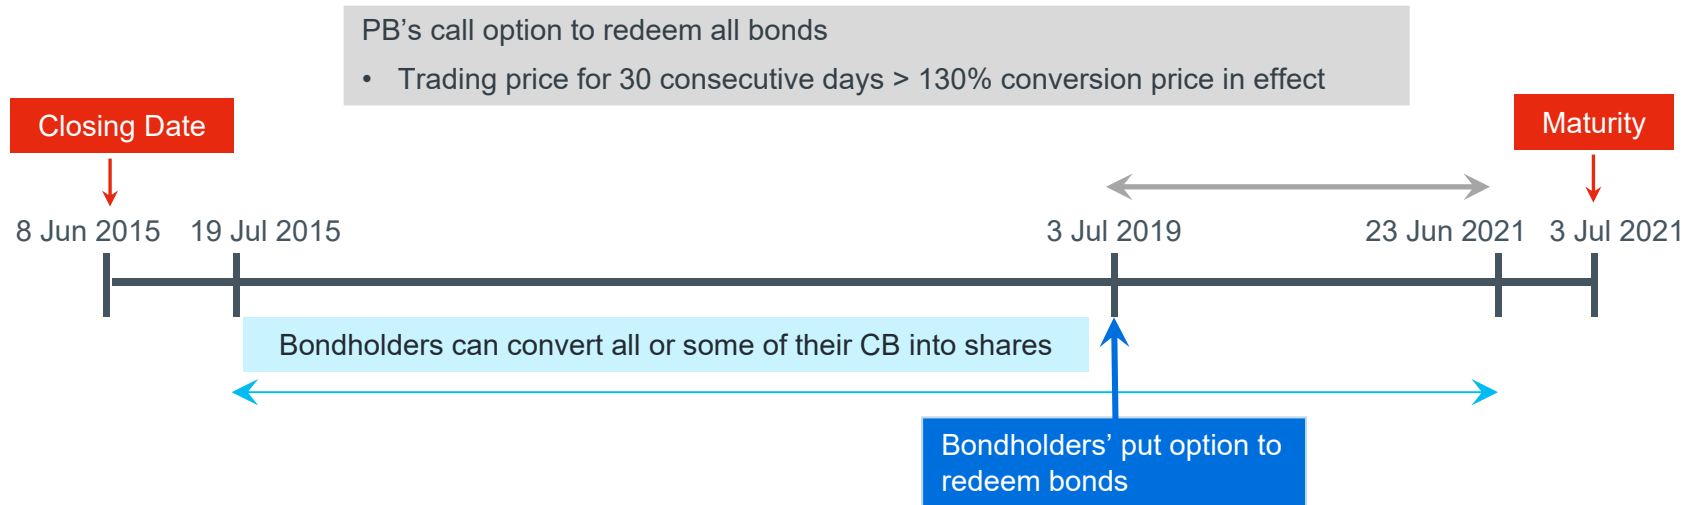 PB’s call option to redeem all bonds
• Trading price for 30 consecutive days > 130% conversion price in effect
Closing Date
Maturity
8 Jun 2015
19 Jul 2015
3 Jul 2019
23 Jun 2021
3 Jul 2021
Bondholders can convert all or some of their CB into shares
Bondholders’ put option to
redeem bonds